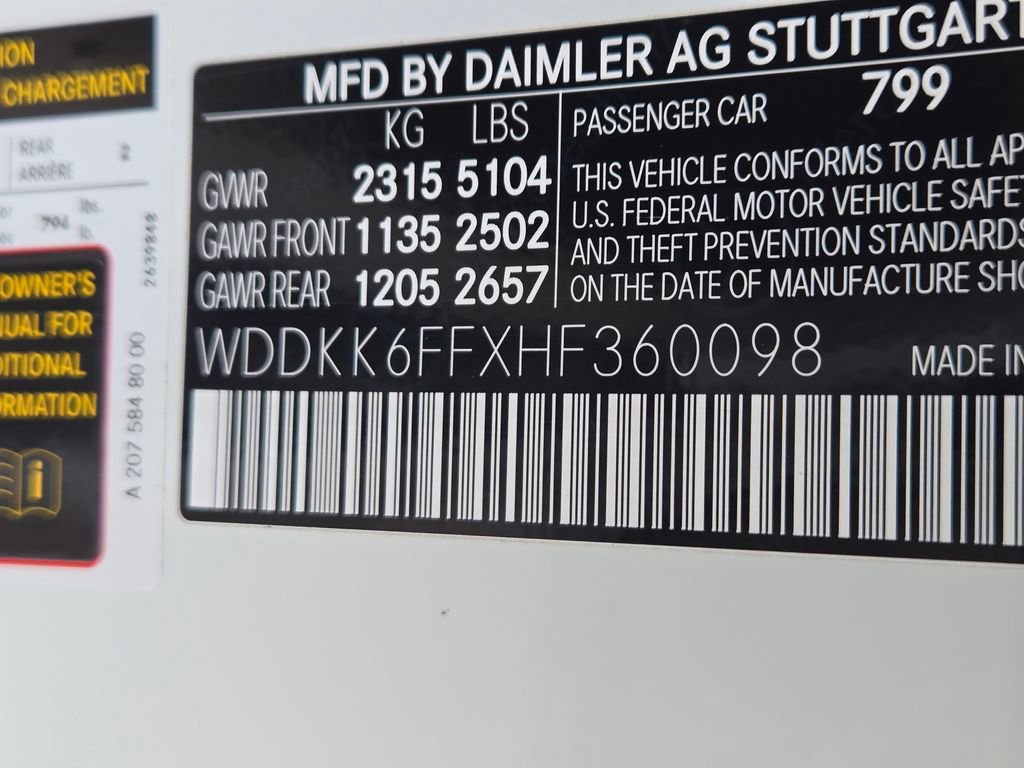 ION
CHARGEMENT
REAR
ARRIÈRE
2
794 lbs.
lb.
OWNER'S
NUAL FOR
DITIONAL
ORMATION
2639848
A 207 584 80 00
MFD BY DAIMLER AG STUTTGART
KG LBS
GVWR 2315 5104
GAWR FRONT 1135 2502
GAWR REAR 1205 2657
PASSENGER CAR 799
THIS VEHICLE CONFORMS TO ALL AP
U.S. FEDERAL MOTOR VEHICLE SAFE
AND THEFT PREVENTION STANDARDS
ON THE DATE OF MANUFACTURE SHO
WDDKK6FFXHF360098
MADE IN